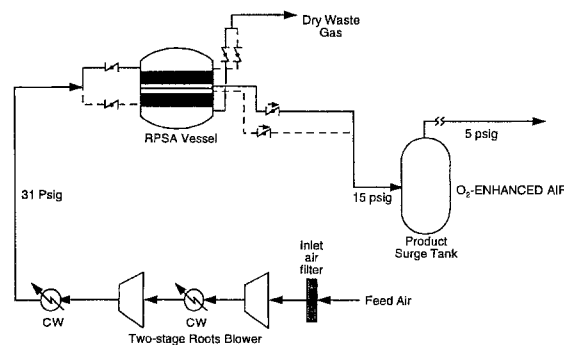 Dry Waste
Gas
RPSA Vessel
5 psig
31 Psig
15 psig
O₂-ENHANCED AIR
Product
Surge Tank
Inlet
air
filter
Feed Air
CW
CW
Two-stage Roots Blower